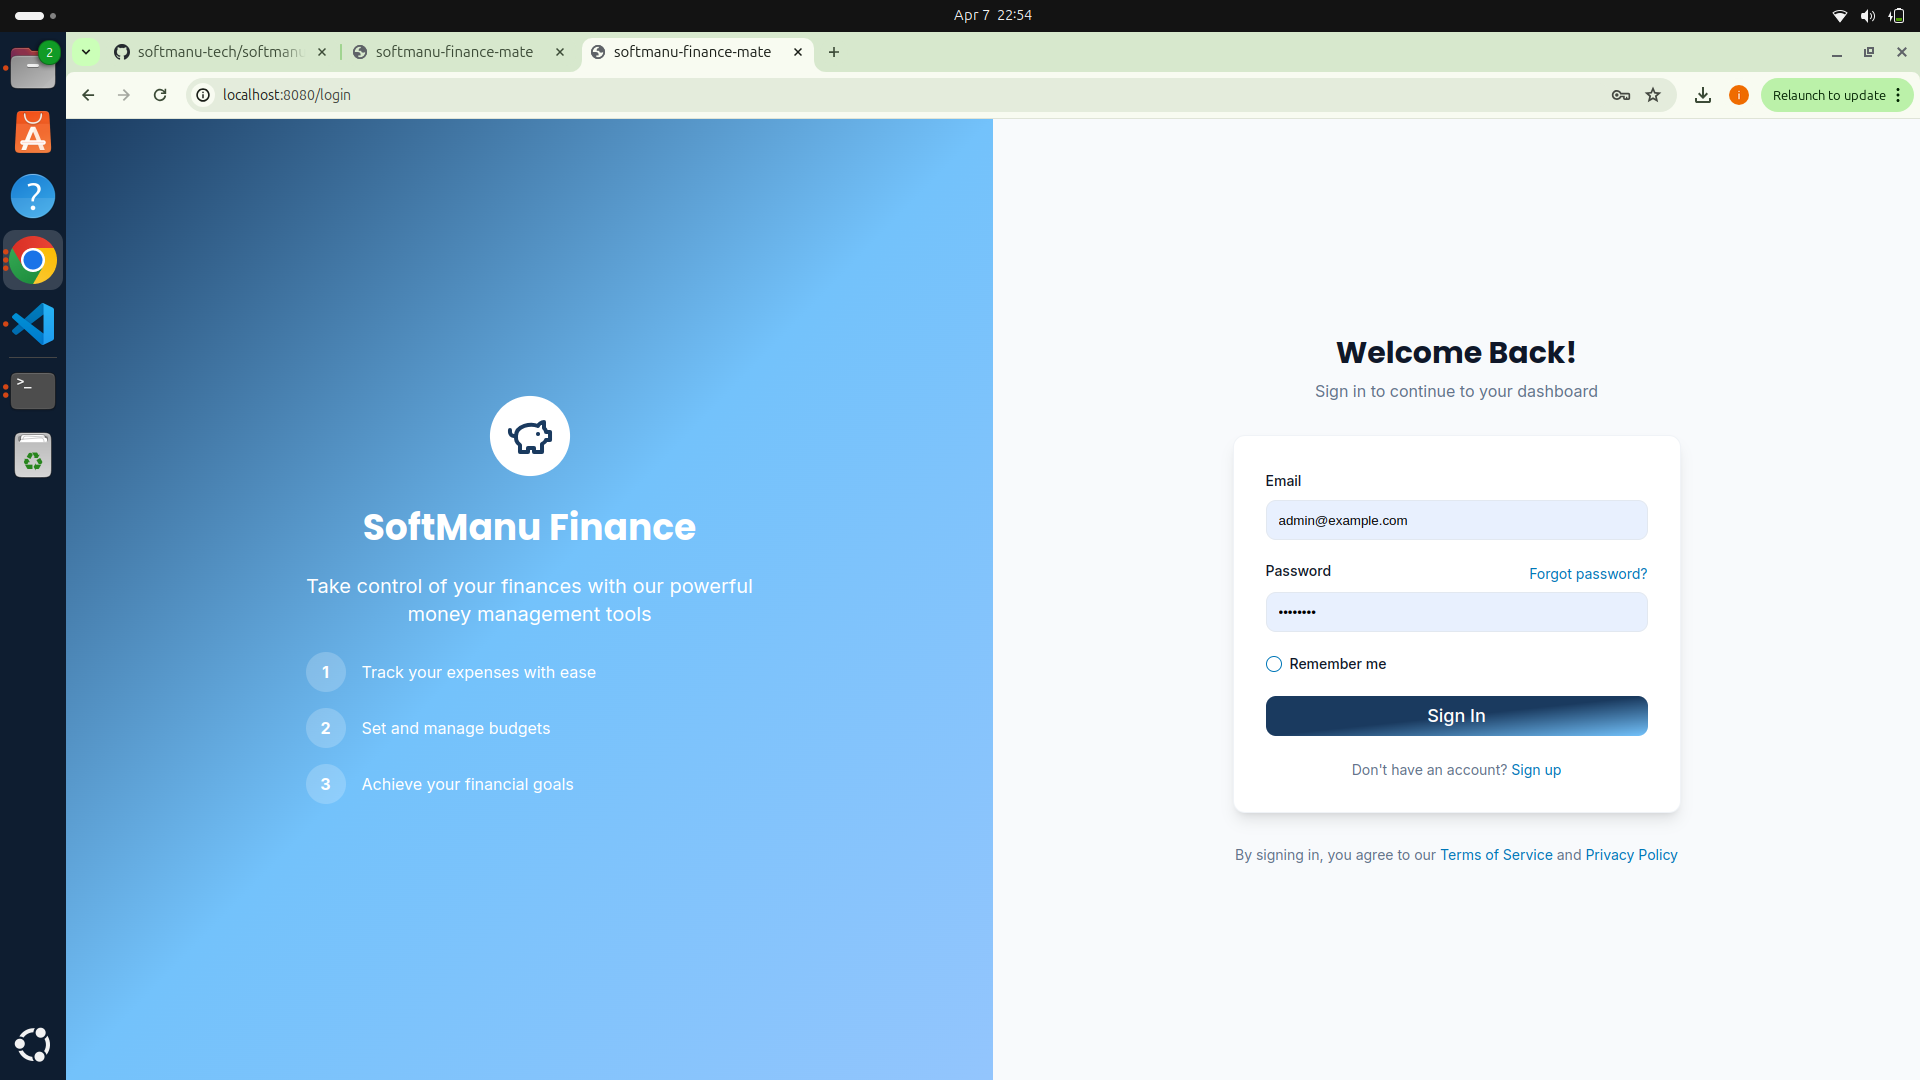 Apr 7 22:54
2
softmanu-tech/softmanu
softmanu-finance-mate
softmanu-finance-mate
localhost:8080/login
i
Relaunch to update
SoftManu Finance
Take control of your finances with our powerful
money management tools
1 Track your expenses with ease
2 Set and manage budgets
3 Achieve your financial goals
Welcome Back!
Sign in to continue to your dashboard
Email
admin@example.com
Password Forgot password?
••••••••
Remember me
Sign In
Don't have an account? Sign up
By signing in, you agree to our Terms of Service and Privacy Policy